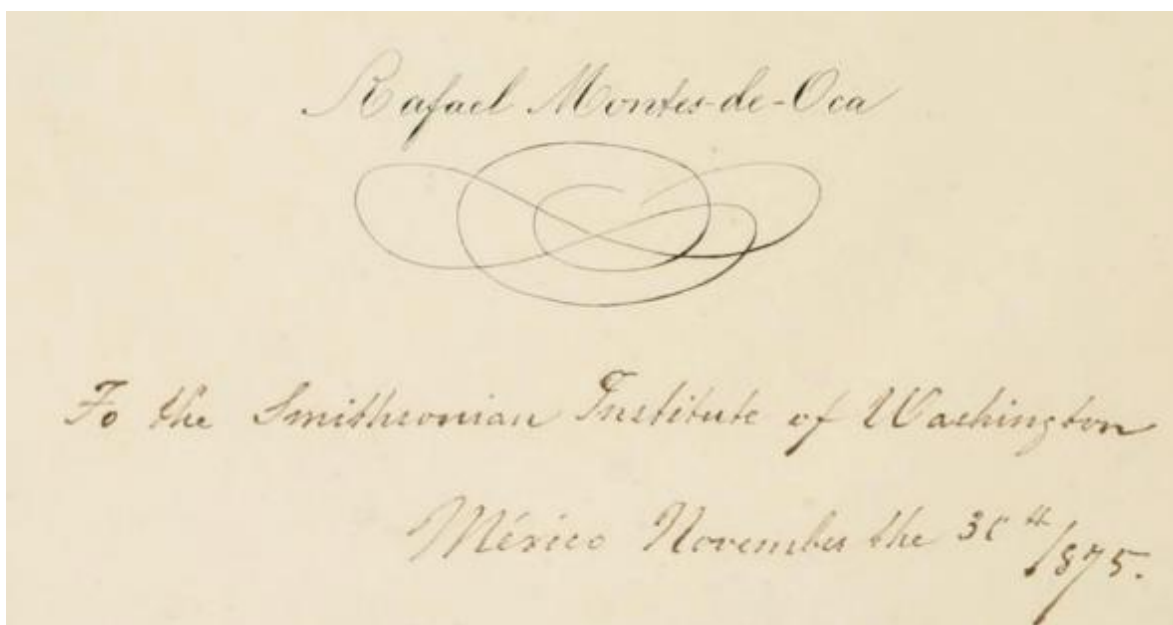 Rafael Montes-de-Oca
To the Smithsonian Institute of Washington
México November the 30th/1875.